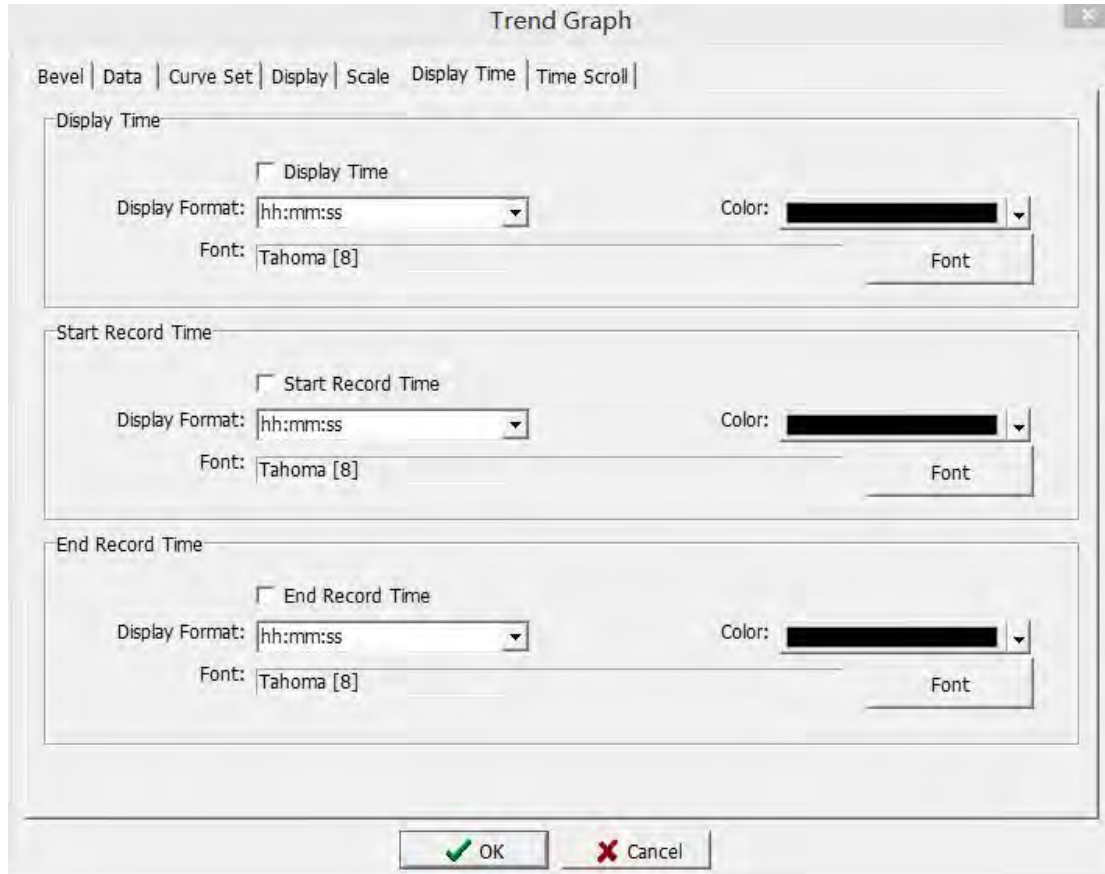 Trend Graph
Bevel Data Curve Set Display Scale Display Time Time Scroll
Display Time
Display Time
Display Format: hh:mm:ss Color:
Font: Tahoma [8] Font
Start Record Time
Start Record Time
Display Format: hh:mm:ss Color:
Font: Tahoma [8] Font
End Record Time
End Record Time
Display Format: hh:mm:ss Color:
Font: Tahoma [8] Font
OK Cancel